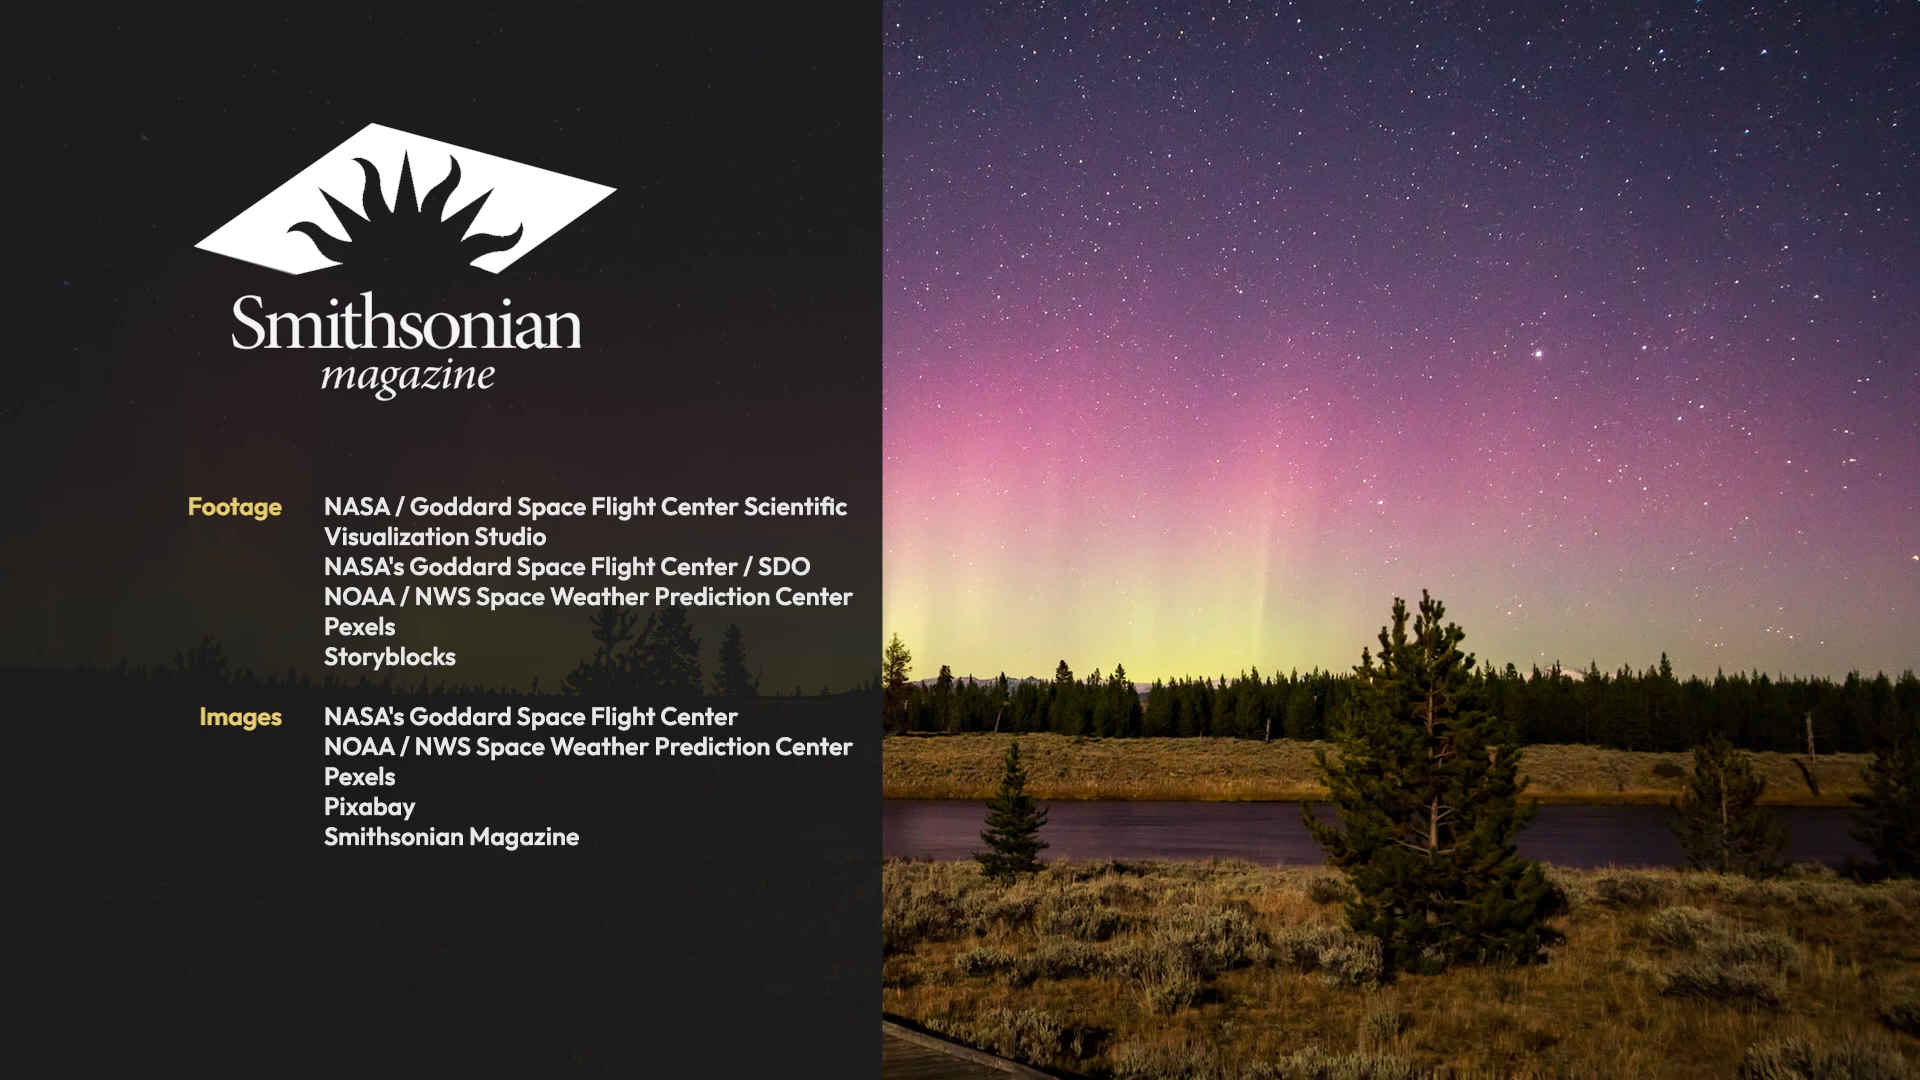 Smithsonian
magazine
Footage
NASA / Goddard Space Flight Center Scientific
Visualization Studio
NASA's Goddard Space Flight Center / SDO
NOAA / NWS Space Weather Prediction Center
Pexels
Storyblocks
Images
NASA's Goddard Space Flight Center
NOAA / NWS Space Weather Prediction Center
Pexels
Pixabay
Smithsonian Magazine